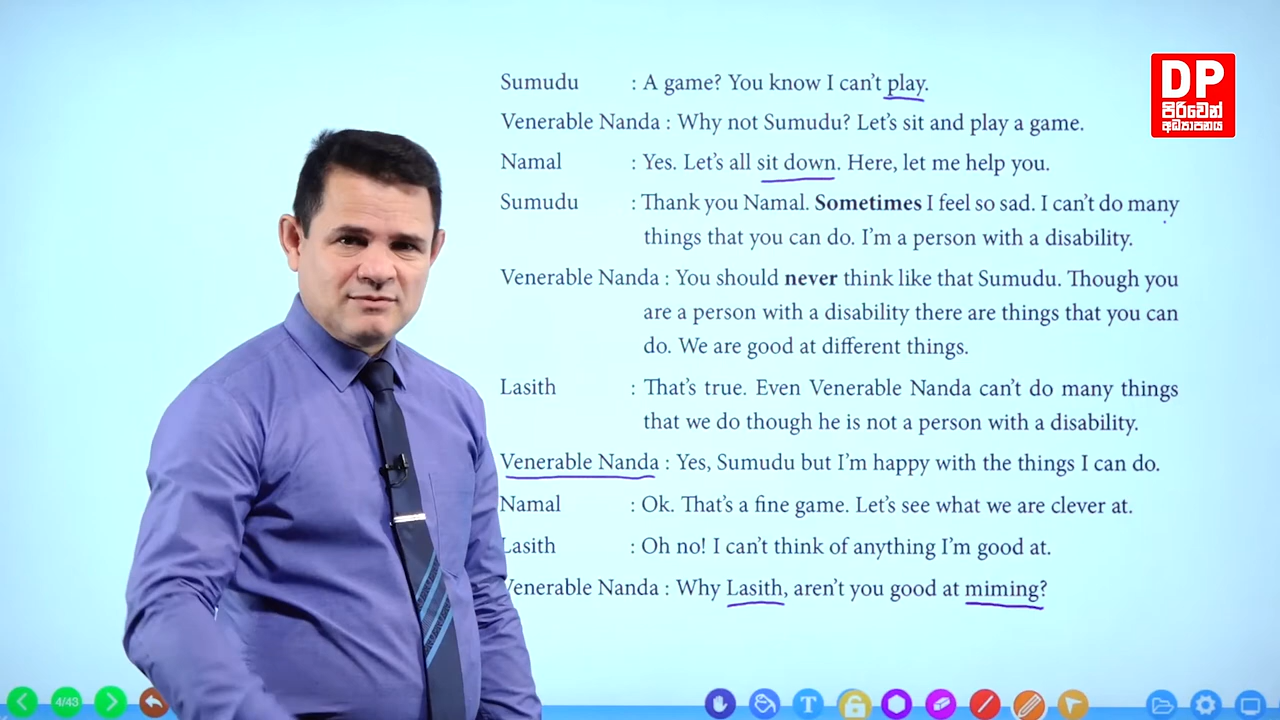 DP
පිරිවෙන්
අධ්‍යාපනය
Sumudu : A game? You know I can't play.
Venerable Nanda : Why not Sumudu? Let's sit and play a game.
Namal : Yes. Let's all sit down. Here, let me help you.
Sumudu : Thank you Namal. Sometimes I feel so sad. I can't do many
things that you can do. I'm a person with a disability.
Venerable Nanda : You should never think like that Sumudu. Though you
are a person with a disability there are things that you can
do. We are good at different things.
Lasith : That's true. Even Venerable Nanda can't do many things
that we do though he is not a person with a disability.
Venerable Nanda : Yes, Sumudu but I'm happy with the things I can do.
Namal : Ok. That's a fine game. Let's see what we are clever at.
Lasith : Oh no! I can't think of anything I'm good at.
Venerable Nanda : Why Lasith, aren't you good at miming?
4/43
T